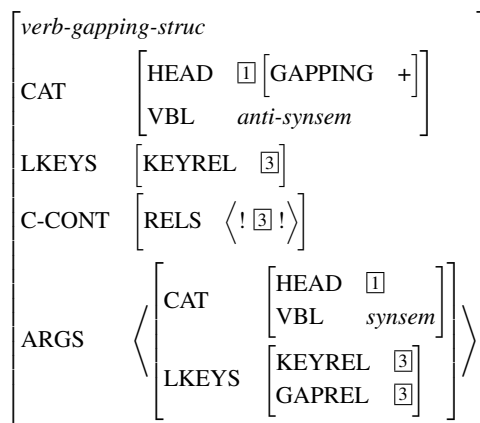 verb-gapping-struc
CAT [HEAD 1 [GAPPING +]
VBL anti-synsem]
LKEYS [KEYREL 3]
C-CONT [RELS ⟨! 3 !⟩]
ARGS ⟨[CAT [HEAD 1
VBL synsem]
LKEYS [KEYREL 3
GAPREL 3]]⟩